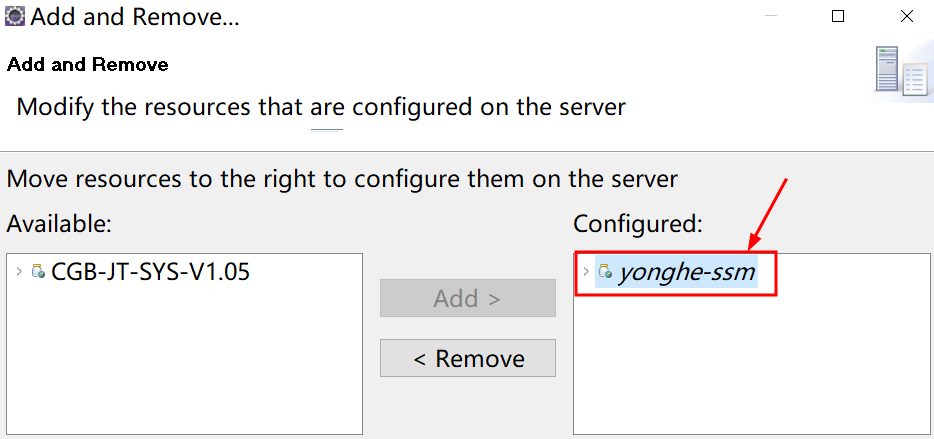 Add and Remove...
Add and Remove
Modify the resources that are configured on the server
Move resources to the right to configure them on the server
Available:
Configured:
CGB-JT-SYS-V1.05
yonghe-ssm
Add >
< Remove